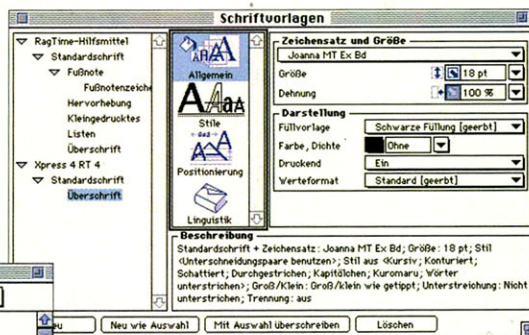 Schriftvorlagen
RagTime-Hilfsmittel
Standardschrift
Fußnote
Fußnotenzeiche
Hervorhebung
Kleingedrucktes
Listen
Überschrift
Xpress 4 RT 4
Standardschrift
Überschrift
Allgemein
Stile
Positionierung
Linguistik
Zeichensatz und Größe
Joanna MT Ex Bd
Größe 18 pt
Dehnung 100 %
Darstellung
Füllvorlage Schwarze Füllung [geerbt]
Farbe, Dichte Ohne
Druckend Ein
Werteformat Standard [geerbt]
Beschreibung
Standardschrift + Zeichensatz: Joanna MT Ex Bd; Größe: 18 pt; Stil
<Unterschneidungspaare benutzen>; Stil aus <Kursiv; Konturiert;
Schattiert; Durchgestrichen; Kapitälchen; Kuromaru; Wörter
unterstrichen>; Groß/Klein: Groß/klein wie getippt; Unterstreichung: Nicht
unterstrichen; Trennung: aus
eu Neu wie Auswahl Mit Auswahl überschreiben Löschen